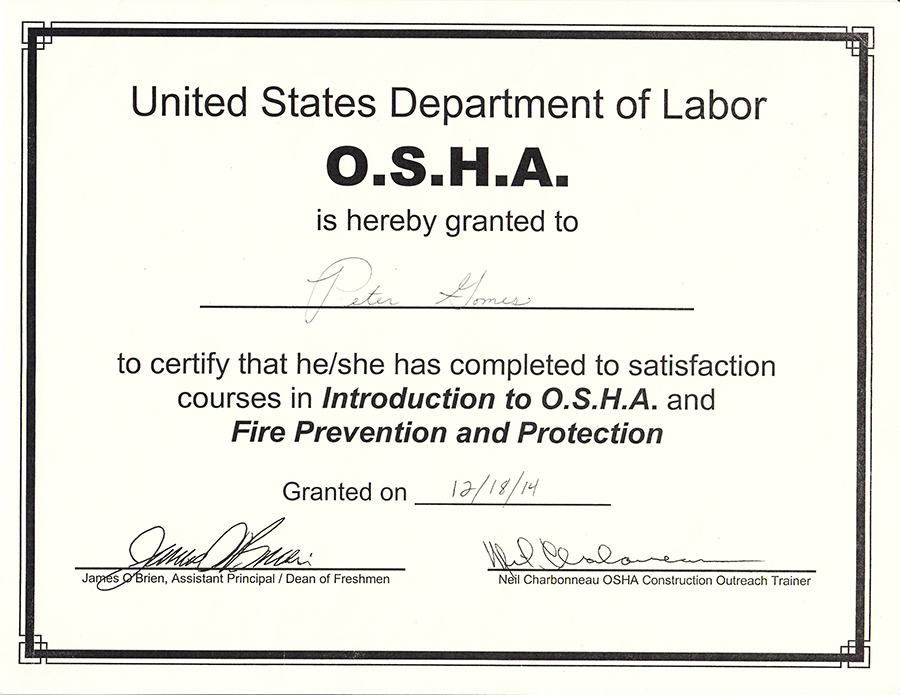 United States Department of Labor
O.S.H.A.
is hereby granted to
Peter Gomes
to certify that he/she has completed to satisfaction
courses in Introduction to O.S.H.A. and
Fire Prevention and Protection
Granted on 12/18/14
James O'Brien Neil Charbonneau
James O'Brien, Assistant Principal / Dean of Freshmen Neil Charbonneau OSHA Construction Outreach Trainer